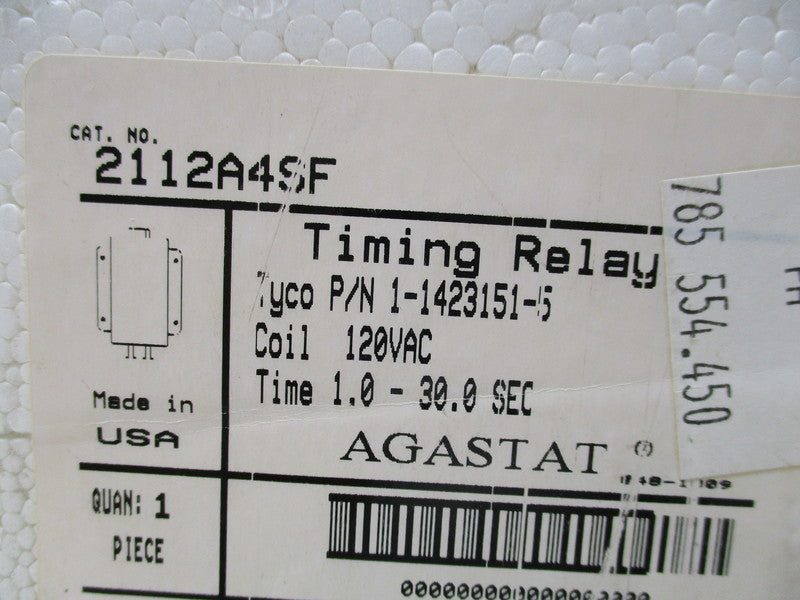 CAT. NO.
2112A4SF
Timing Relay
Tyco P/N 1-1423151-5
Coil 120VAC
Time 1.0 - 30.0 SEC
Made in
USA
AGASTAT
QUAN: 1
PIECE
785 554.450